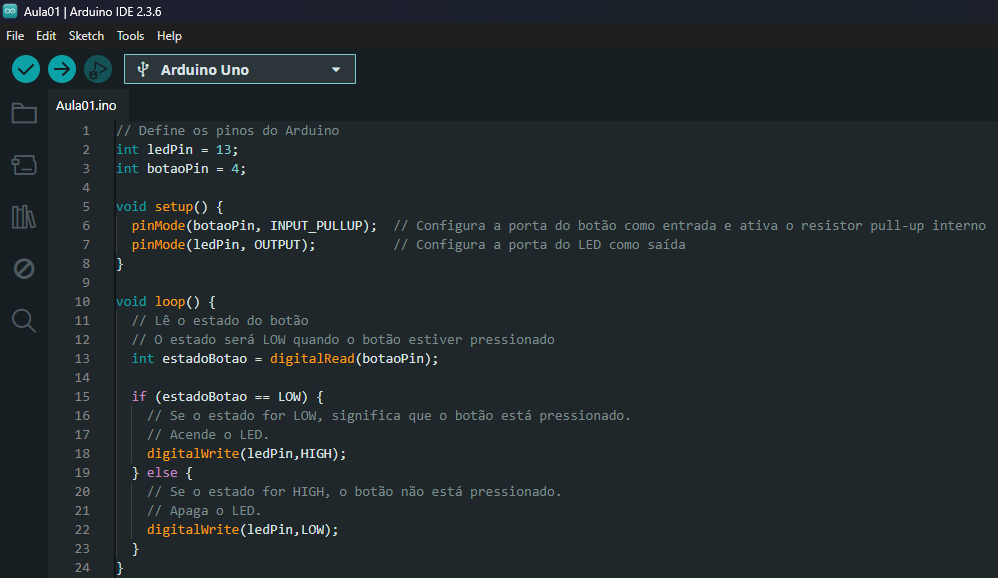 Aula01 | Arduino IDE 2.3.6
File Edit Sketch Tools Help
Arduino Uno
Aula01.ino
1 // Define os pinos do Arduino
2 int ledPin = 13;
3 int botaoPin = 4;
4
5 void setup() {
6   pinMode(botaoPin, INPUT_PULLUP);  // Configura a porta do botão como entrada e ativa o resistor pull-up interno
7   pinMode(ledPin, OUTPUT);          // Configura a porta do LED como saída
8 }
9
10 void loop() {
11   // Lê o estado do botão
12   // O estado será LOW quando o botão estiver pressionado
13   int estadoBotao = digitalRead(botaoPin);
14
15   if (estadoBotao == LOW) {
16     // Se o estado for LOW, significa que o botão está pressionado.
17     // Acende o LED.
18     digitalWrite(ledPin,HIGH);
19   } else {
20     // Se o estado for HIGH, o botão não está pressionado.
21     // Apaga o LED.
22     digitalWrite(ledPin,LOW);
23   }
24 }